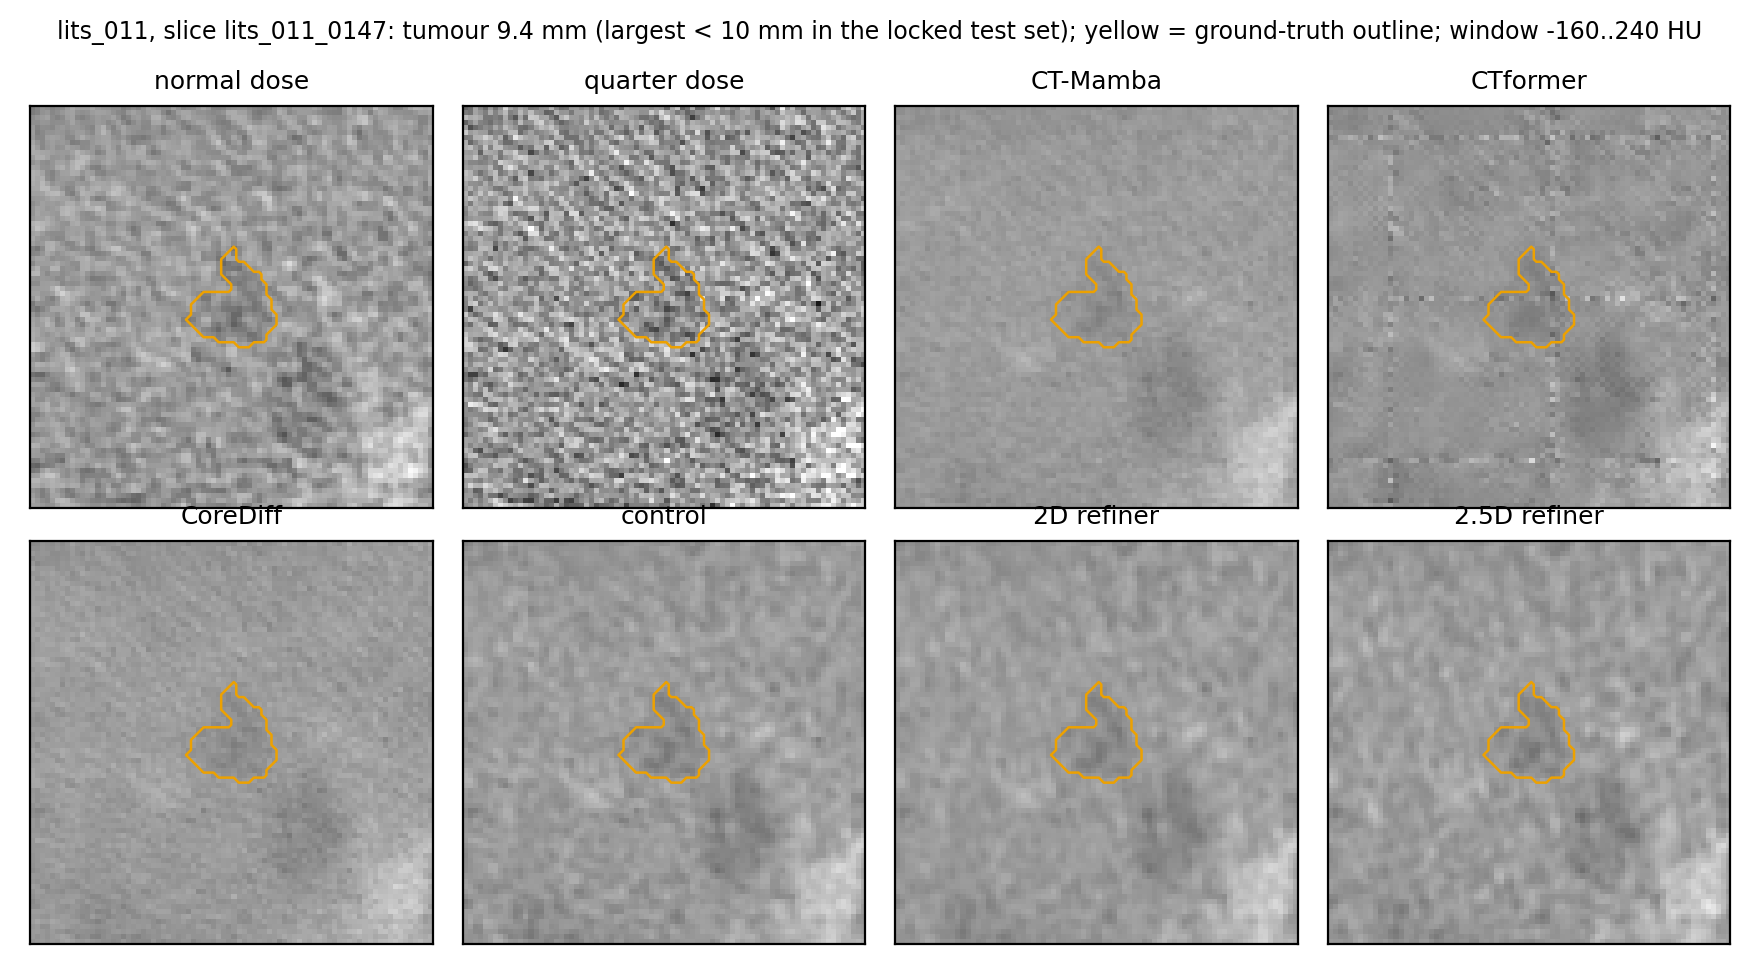 lits_011, slice lits_011_0147: tumour 9.4 mm (largest < 10 mm in the locked test set); yellow = ground-truth outline; window -160..240 HU
normal dose
quarter dose
CT-Mamba
CTformer
CoreDiff
control
2D refiner
2.5D refiner